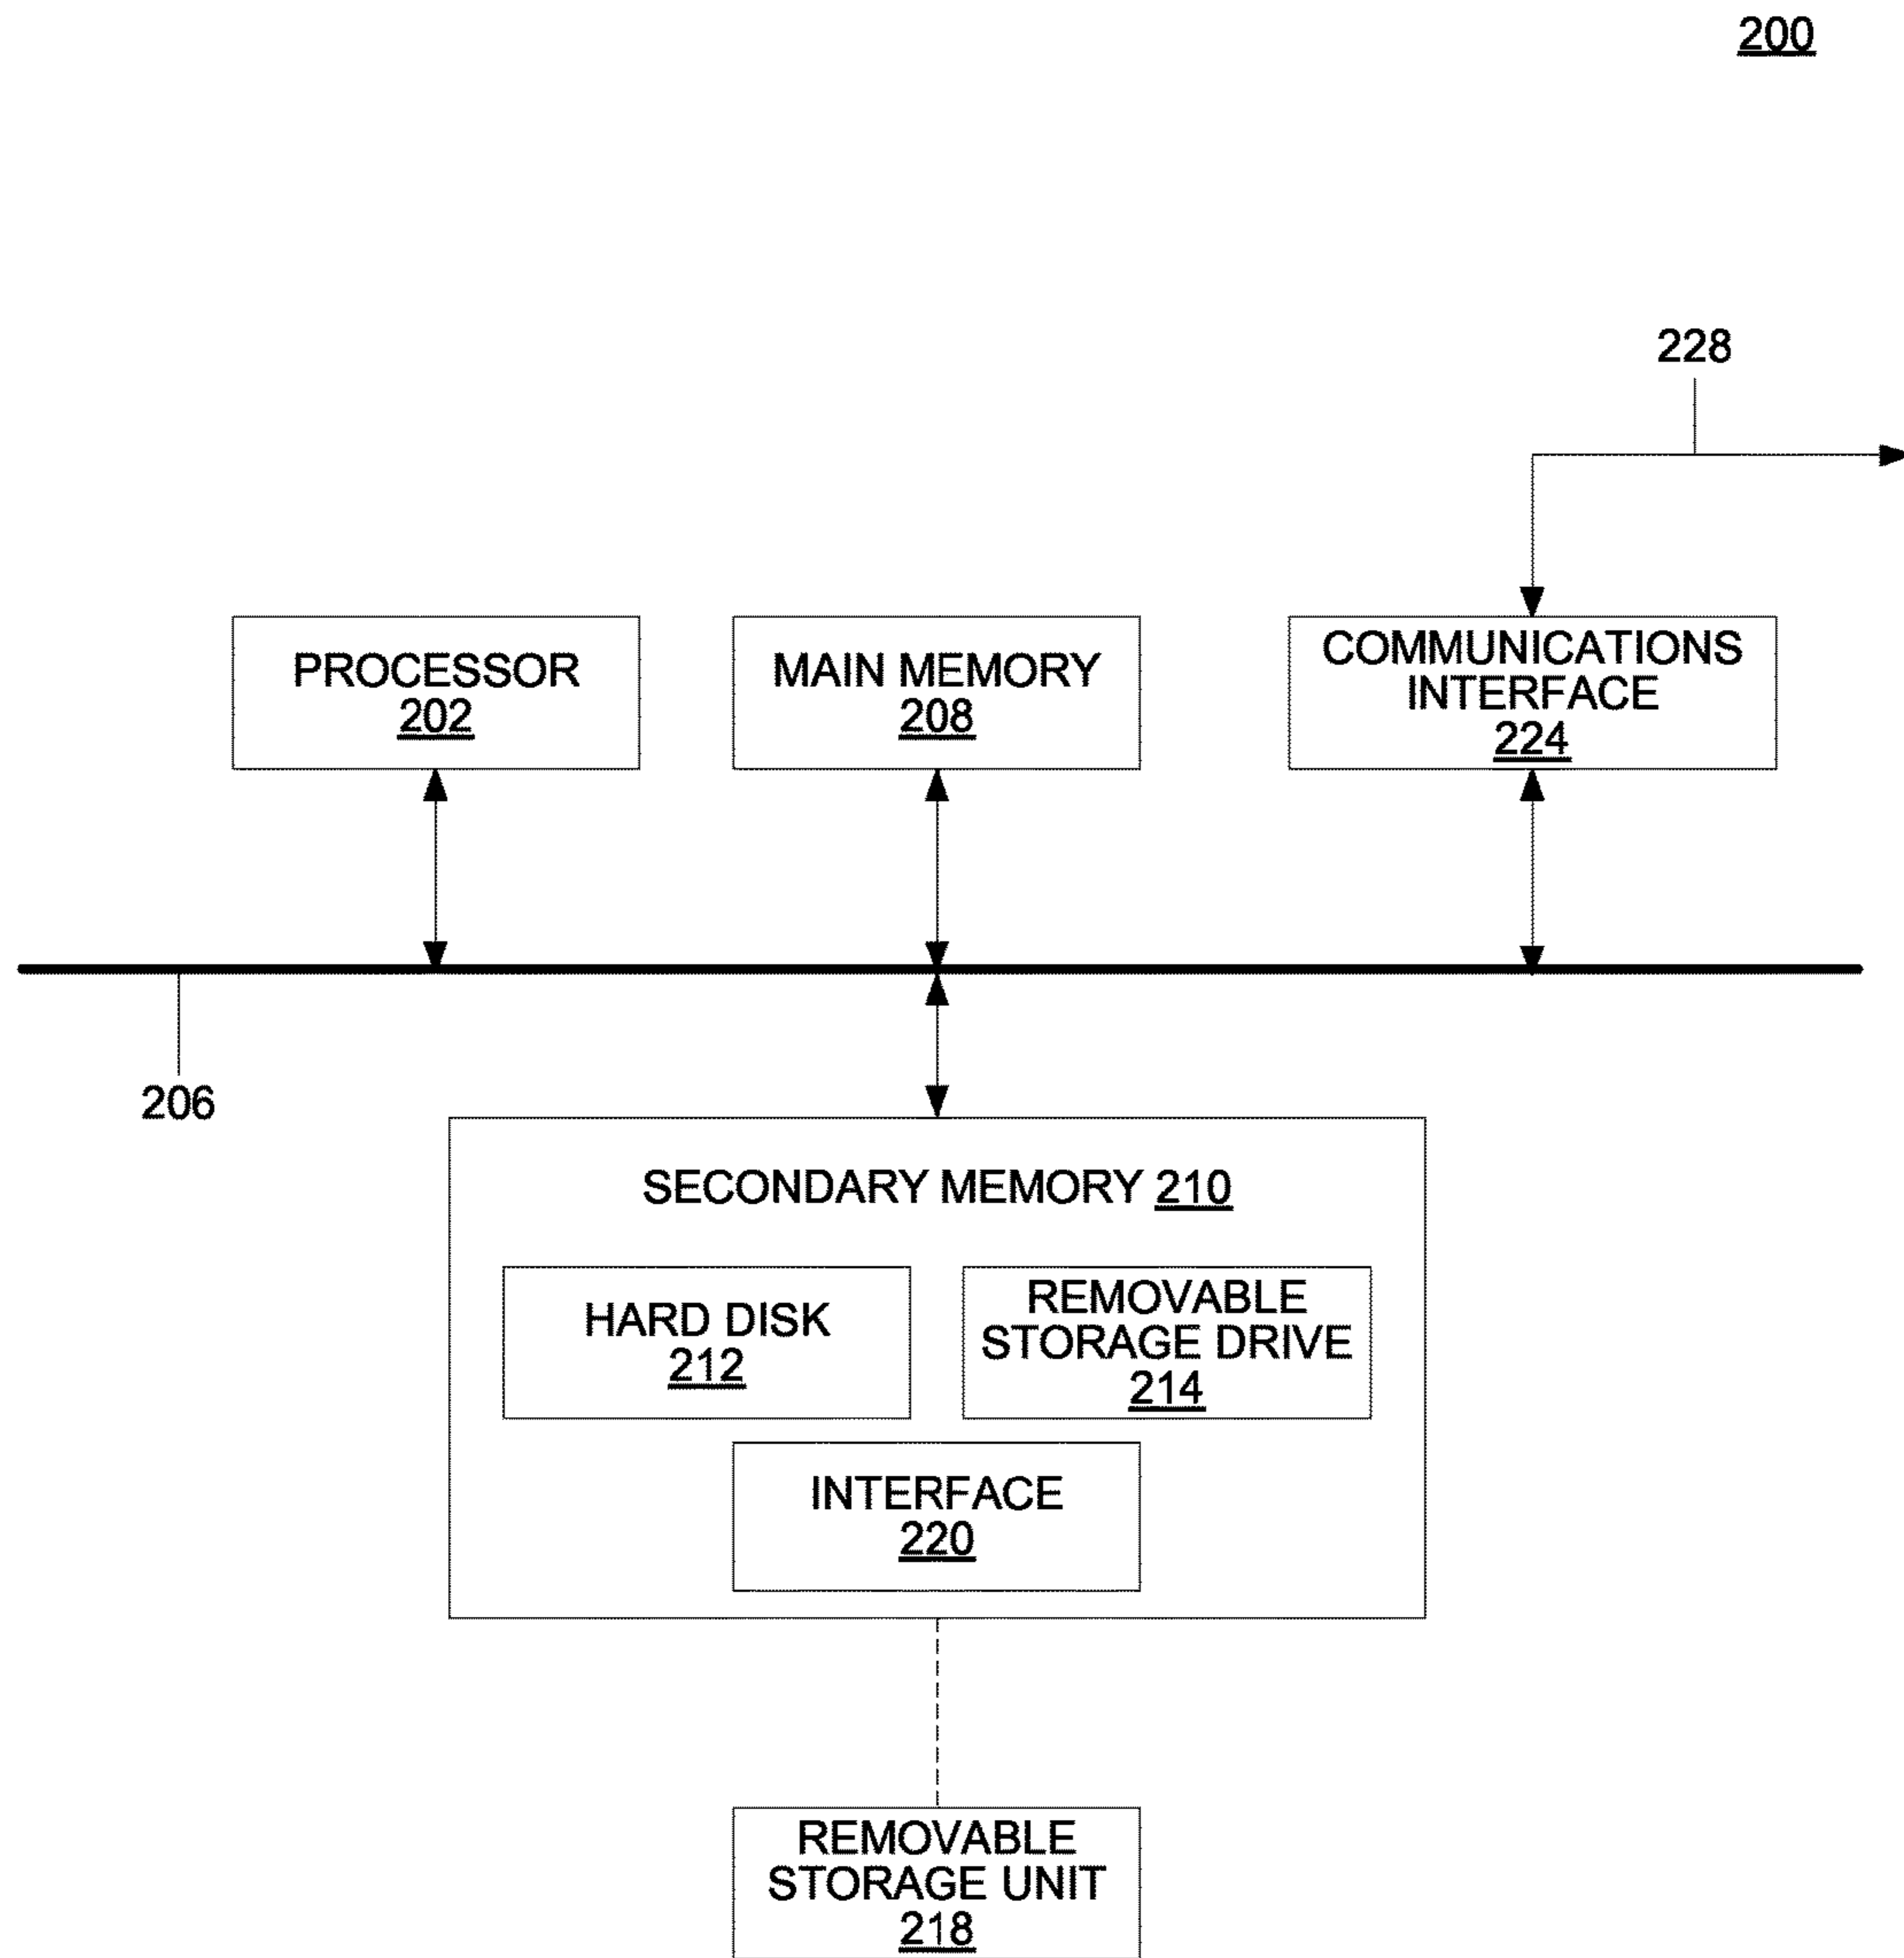 200
228
PROCESSOR
202
MAIN MEMORY
208
COMMUNICATIONS
INTERFACE
224
206
SECONDARY MEMORY 210
HARD DISK
212
REMOVABLE
STORAGE DRIVE
214
INTERFACE
220
REMOVABLE
STORAGE UNIT
218